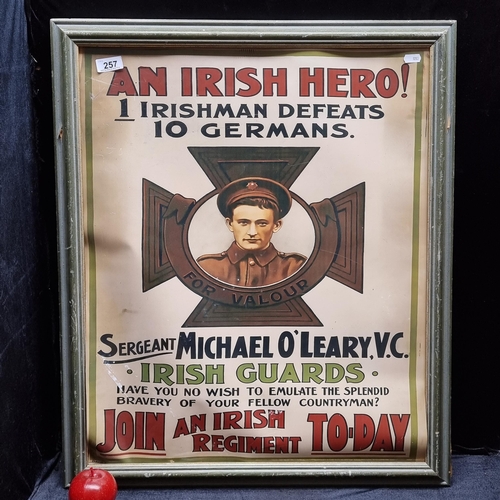 257
AN IRISH HERO!
1 IRISHMAN DEFEATS
10 GERMANS.
FOR VALOUR
SERGEANT MICHAEL O'LEARY, V.C.
· IRISH GUARDS ·
HAVE YOU NO WISH TO EMULATE THE SPLENDID
BRAVERY OF YOUR FELLOW COUNTRYMAN?
JOIN AN IRISH REGIMENT TO-DAY